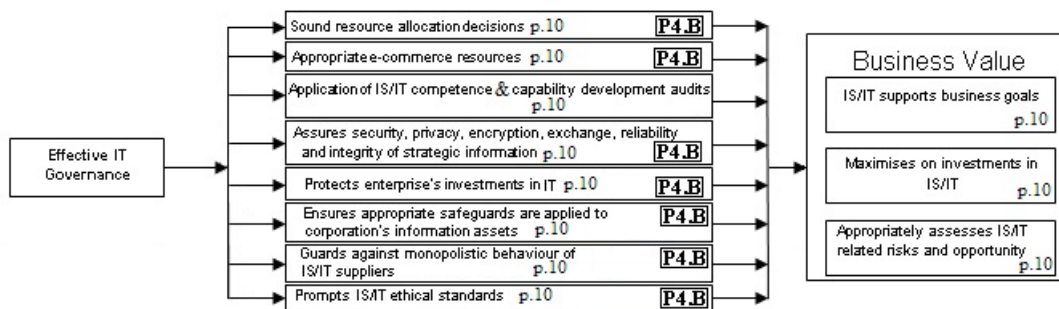 Effective IT
Governance
Sound resource allocation decisions p.10 P4.B
Appropriate e-commerce resources p.10 P4.B
Application of IS/IT competence & capability development audits
p.10
Assures security, privacy, encryption, exchange, reliability
and integrity of strategic information p.10 P4.B
Protects enterprise's investments in IT p.10 P4.B
Ensures appropriate safeguards are applied to P4.B
corporation's information assets p.10
Guards against monopolistic behaviour of
IS/IT suppliers p.10 P4.B
Prompts IS/IT ethical standards p.10 P4.B
Business Value
IS/IT supports business goals
p.10
Maximises on investments in
IS/IT p.10
Appropriately assesses IS/IT
related risks and opportunity
p.10